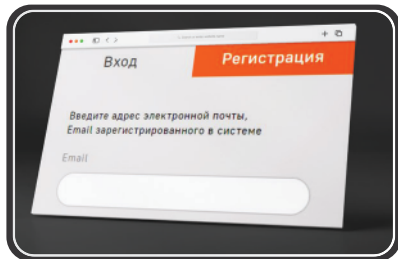 Вход
Регистрация
Введите адрес электронной почты,
Email зарегистрированного в системе
Email